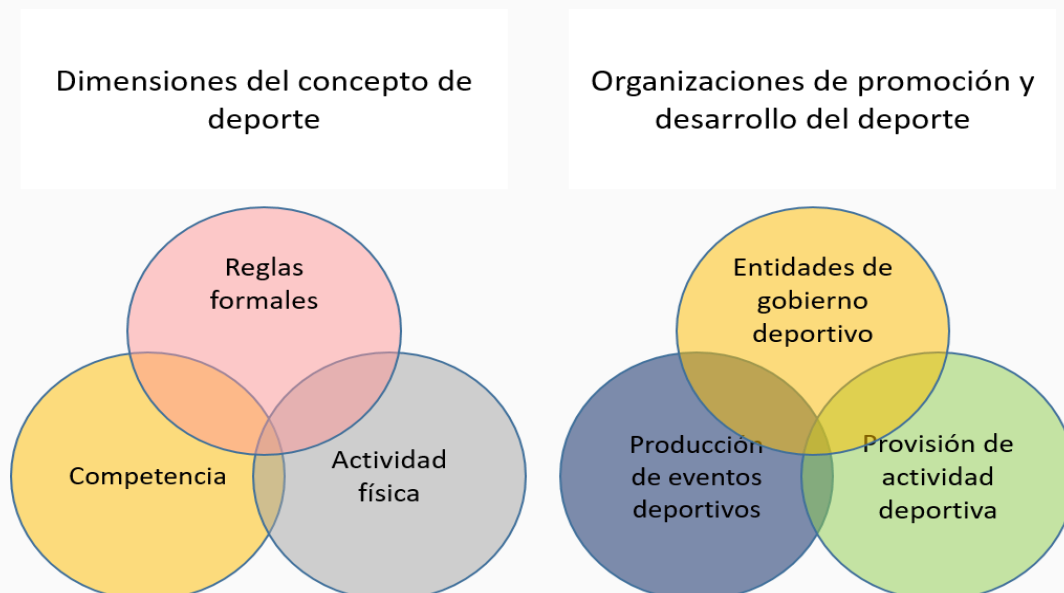 Dimensiones del concepto de
deporte
Organizaciones de promoción y
desarrollo del deporte
Reglas
formales
Competencia
Actividad
física
Entidades de
gobierno
deportivo
Producción
de eventos
deportivos
Provisión de
actividad
deportiva